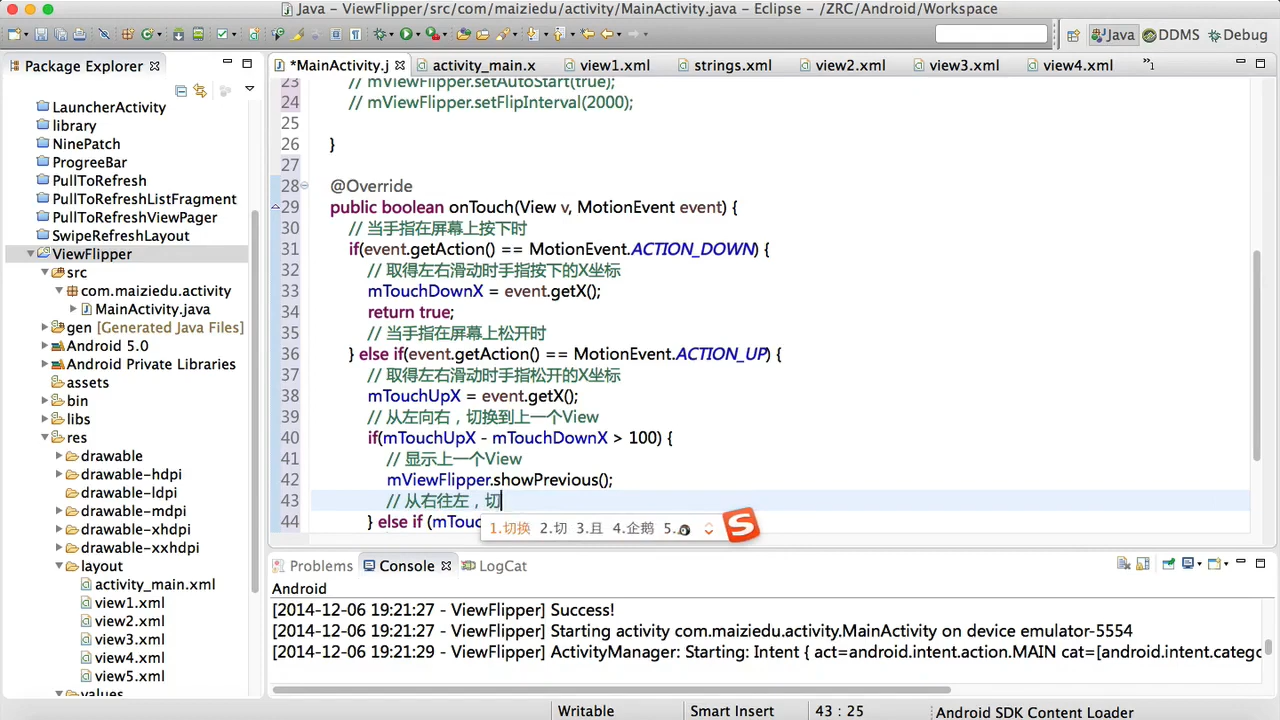 Java - ViewFlipper/src/com/maiziedu/activity/MainActivity.java - Eclipse - /ZRC/Android/Workspace
Java DDMS Debug
Package Explorer
LauncherActivity
library
NinePatch
ProgreeBar
PullToRefresh
PullToRefreshListFragment
PullToRefreshViewPager
SwipeRefreshLayout
ViewFlipper
src
com.maiziedu.activity
MainActivity.java
gen [Generated Java Files]
Android 5.0
Android Private Libraries
assets
bin
libs
res
drawable
drawable-hdpi
drawable-ldpi
drawable-mdpi
drawable-xhdpi
drawable-xxhdpi
layout
activity_main.xml
view1.xml
view2.xml
view3.xml
view4.xml
view5.xml
values
*MainActivity.j activity_main.x view1.xml strings.xml view2.xml view3.xml view4.xml »1
23 // mViewFlipper.setAutoStart(true);
24 // mViewFlipper.setFlipInterval(2000);
25
26 }
27
28 @Override
29 public boolean onTouch(View v, MotionEvent event) {
30 // 当手指在屏幕上按下时
31 if(event.getAction() == MotionEvent.ACTION_DOWN) {
32 // 取得左右滑动时手指按下的X坐标
33 mTouchDownX = event.getX();
34 return true;
35 // 当手指在屏幕上松开时
36 } else if(event.getAction() == MotionEvent.ACTION_UP) {
37 // 取得左右滑动时手指松开的X坐标
38 mTouchUpX = event.getX();
39 // 从左向右，切换到上一个View
40 if(mTouchUpX - mTouchDownX > 100) {
41 // 显示上一个View
42 mViewFlipper.showPrevious();
43 // 从右往左，切
44 } else if (mTouc
1.切换 2.切 3.且 4.企鹅 5.
S
Problems Console LogCat
Android
[2014-12-06 19:21:27 - ViewFlipper] Success!
[2014-12-06 19:21:27 - ViewFlipper] Starting activity com.maiziedu.activity.MainActivity on device emulator-5554
[2014-12-06 19:21:29 - ViewFlipper] ActivityManager: Starting: Intent { act=android.intent.action.MAIN cat=[android.intent.catego
Writable Smart Insert 43 : 25 Android SDK Content Loader